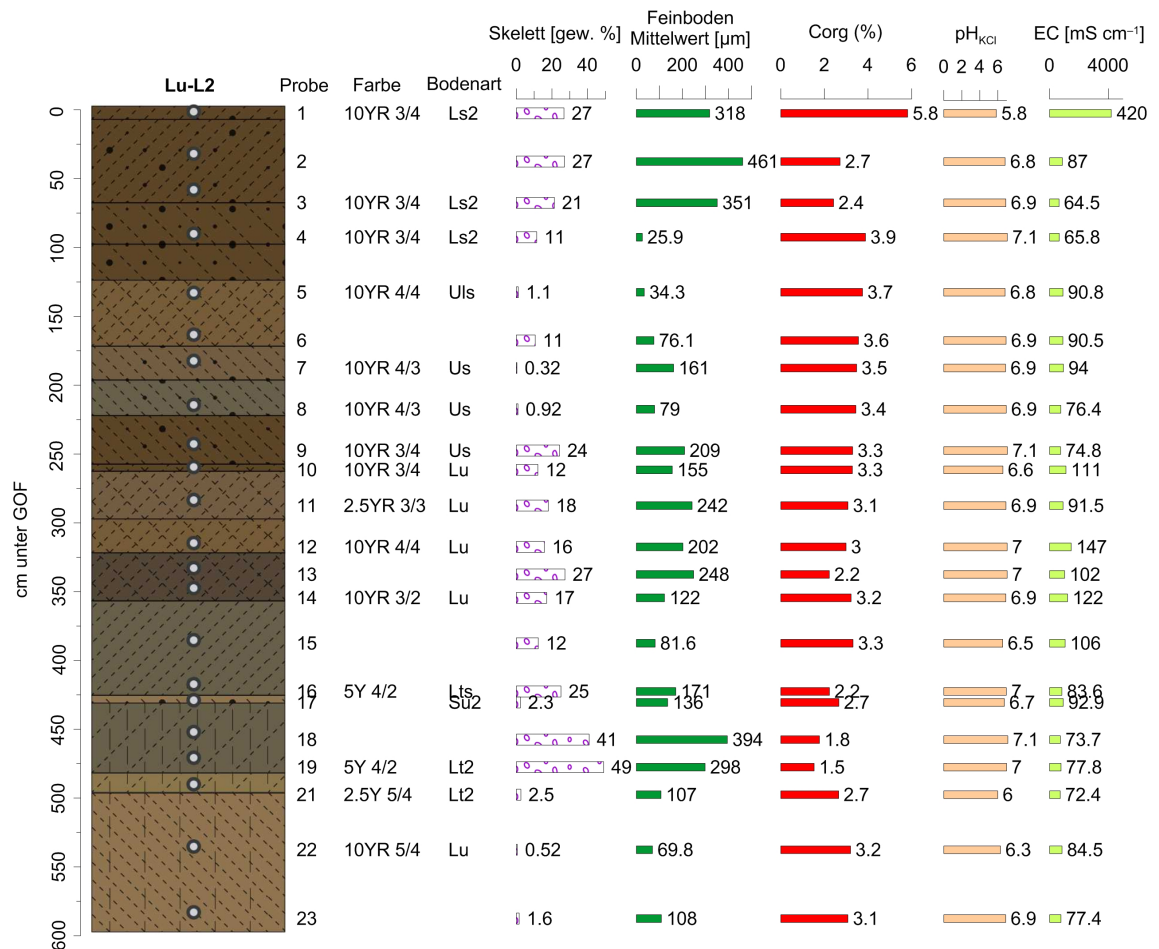 Skelett [gew. %]
Feinboden
Mittelwert [µm]
Corg (%)
pHKCl
EC [mS cm⁻¹]
0 20 40
0 200 400
0 2 4 6
0 2 4 6
0 4000
Lu-L2
Probe Farbe Bodenart
cm unter GOF
0
50
100
150
200
250
300
350
400
450
500
550
600
1 10YR 3/4 Ls2 27 318 5.8 5.8 420
2 27 461 2.7 6.8 87
3 10YR 3/4 Ls2 21 351 2.4 6.9 64.5
4 10YR 3/4 Ls2 11 25.9 3.9 7.1 65.8
5 10YR 4/4 Uls 1.1 34.3 3.7 6.8 90.8
6 11 76.1 3.6 6.9 90.5
7 10YR 4/3 Us 0.32 161 3.5 6.9 94
8 10YR 4/3 Us 0.92 79 3.4 6.9 76.4
9 10YR 3/4 Us 24 209 3.3 7.1 74.8
10 10YR 3/4 Lu 12 155 3.3 6.6 111
11 2.5YR 3/3 Lu 18 242 3.1 6.9 91.5
12 10YR 4/4 Lu 16 202 3 7 147
13 27 248 2.2 7 102
14 10YR 3/2 Lu 17 122 3.2 6.9 122
15 12 81.6 3.3 6.5 106
16 5Y 4/2 Lts 25 171 2.2 7 83.6
17 Su2 2.3 136 2.7 6.7 92.9
18 41 394 1.8 7.1 73.7
19 5Y 4/2 Lt2 49 298 1.5 7 77.8
21 2.5Y 5/4 Lt2 2.5 107 2.7 6 72.4
22 10YR 5/4 Lu 0.52 69.8 3.2 6.3 84.5
23 1.6 108 3.1 6.9 77.4